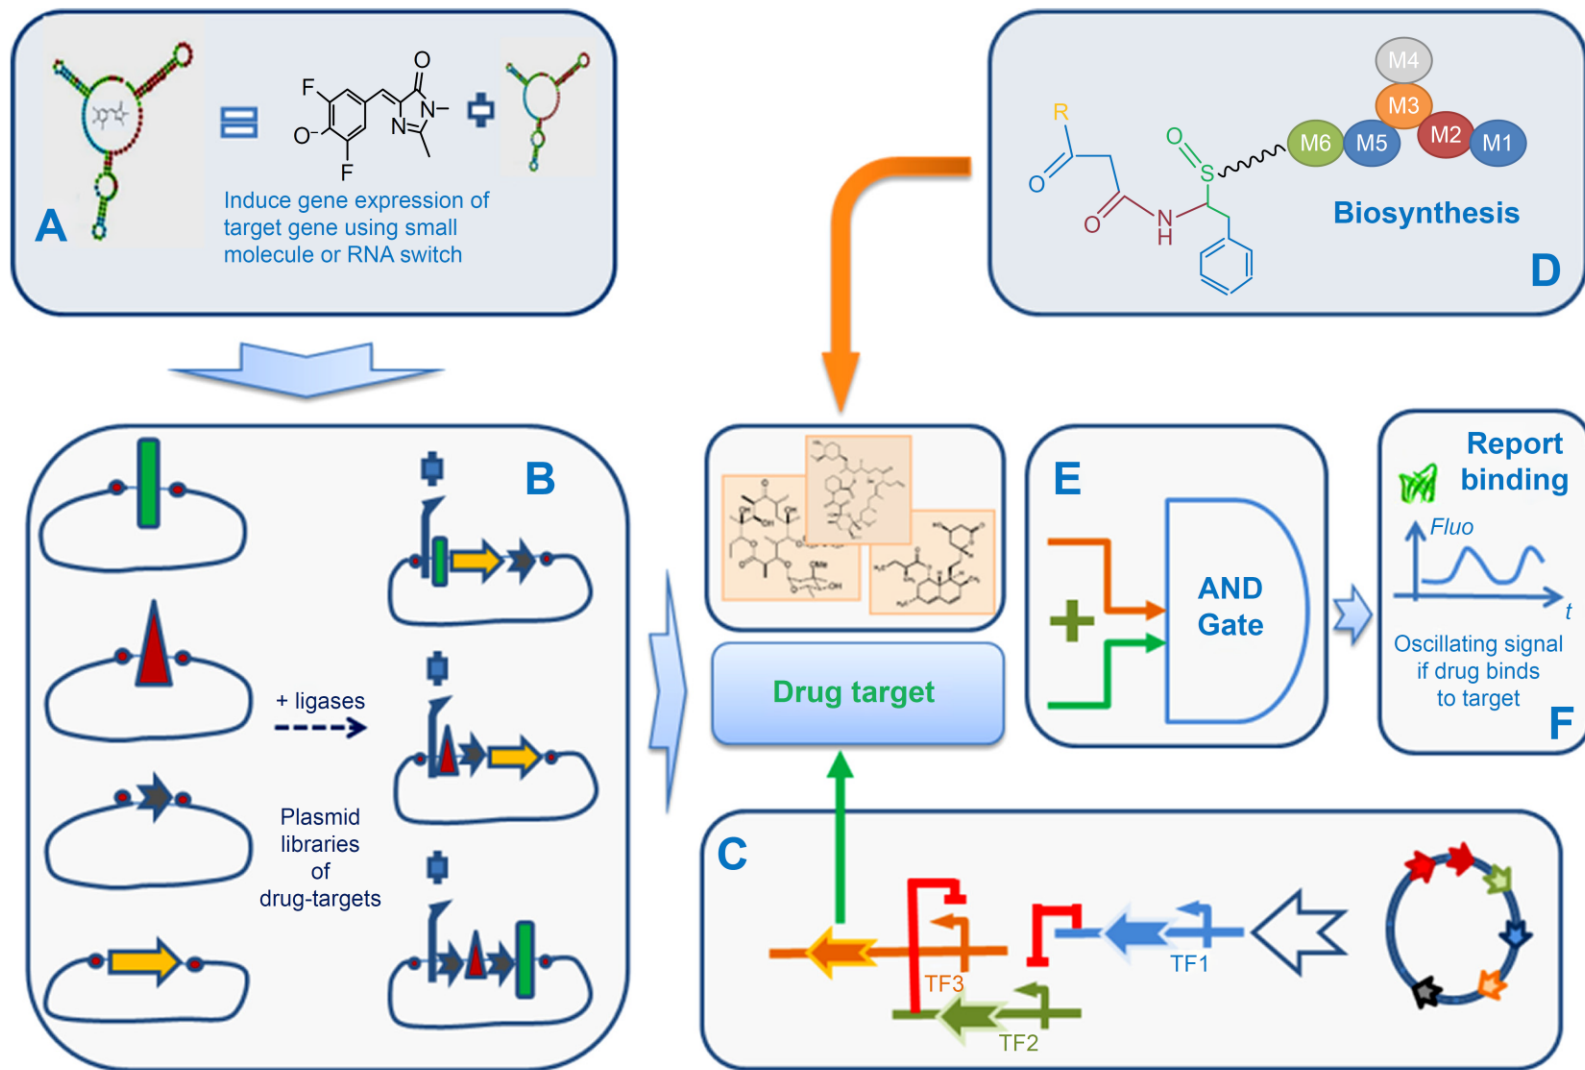 A
F
O
N
N
O⁻
F
Induce gene expression of
target gene using small
molecule or RNA switch
M4
M3
M6
M5
M2
M1
R
O
O
S
O
N
H
Biosynthesis
D
B
+ ligases
Plasmid
libraries
of
drug-targets
Drug target
E
AND
Gate
Report
binding
Fluo
t
Oscillating signal
if drug binds
to target
F
C
TF3
TF1
TF2